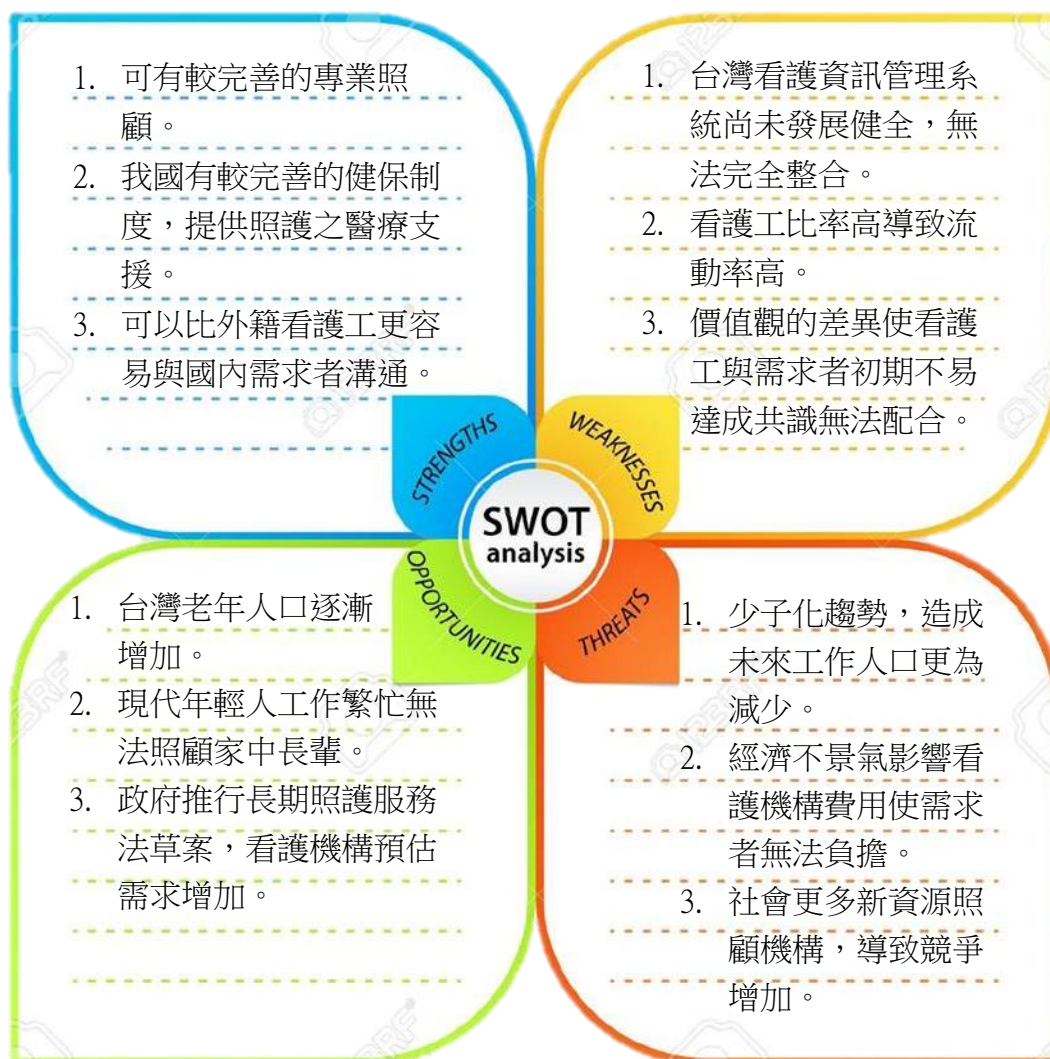 1. 可有較完善的專業照
顧。
2. 我國有較完善的健保制
度，提供照護之醫療支
援。
3. 可以比外籍看護工更容
易與國內需求者溝通。
STRENGTHS
1. 台灣看護資訊管理系
統尚未發展健全，無
法完全整合。
2. 看護工比率高導致流
動率高。
3. 價值觀的差異使看護
工與需求者初期不易
達成共識無法配合。
WEAKNESSES
SWOT
analysis
OPPORTUNITIES
1. 台灣老年人口逐漸
增加。
2. 現代年輕人工作繁忙無
法照顧家中長輩。
3. 政府推行長期照護服務
法草案，看護機構預估
需求增加。
THREATS
1. 少子化趨勢，造成
未來工作人口更為
減少。
2. 經濟不景氣影響看
護機構費用使需求
者無法負擔。
3. 社會更多新資源照
顧機構，導致競爭
增加。